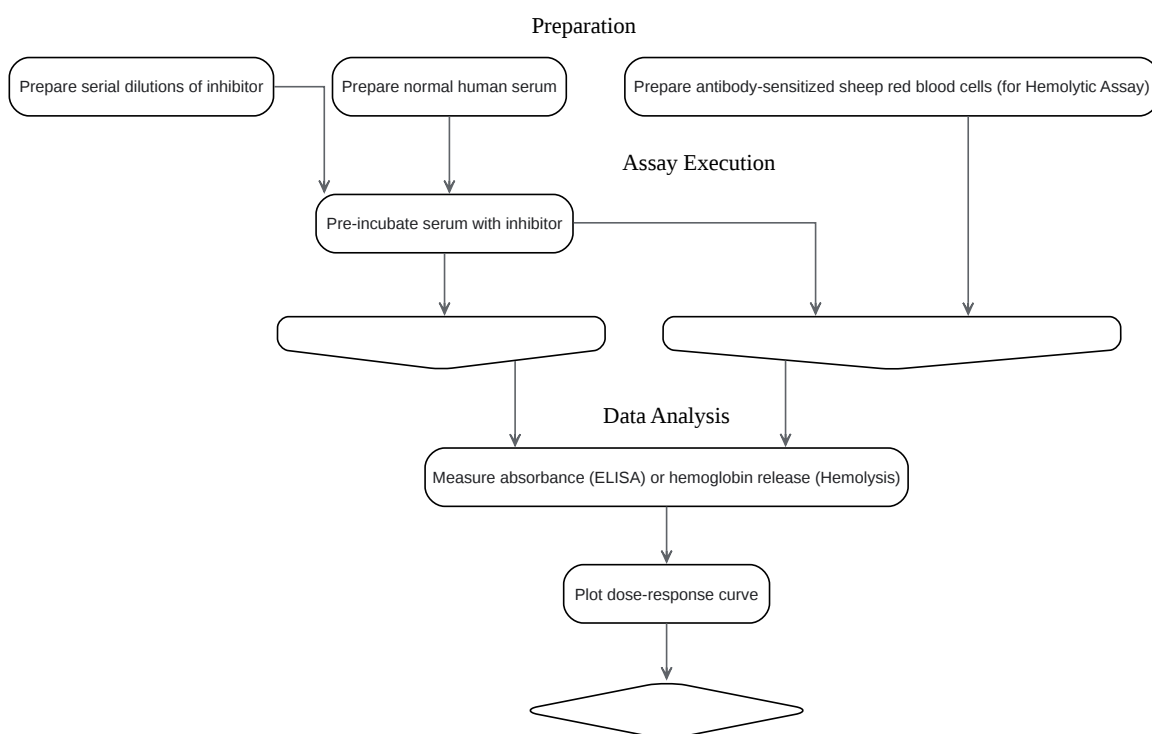 Preparation
Prepare serial dilutions of inhibitor
Prepare normal human serum
Prepare antibody-sensitized sheep red blood cells (for Hemolytic Assay)
Assay Execution
Pre-incubate serum with inhibitor
Data Analysis
Measure absorbance (ELISA) or hemoglobin release (Hemolysis)
Plot dose-response curve